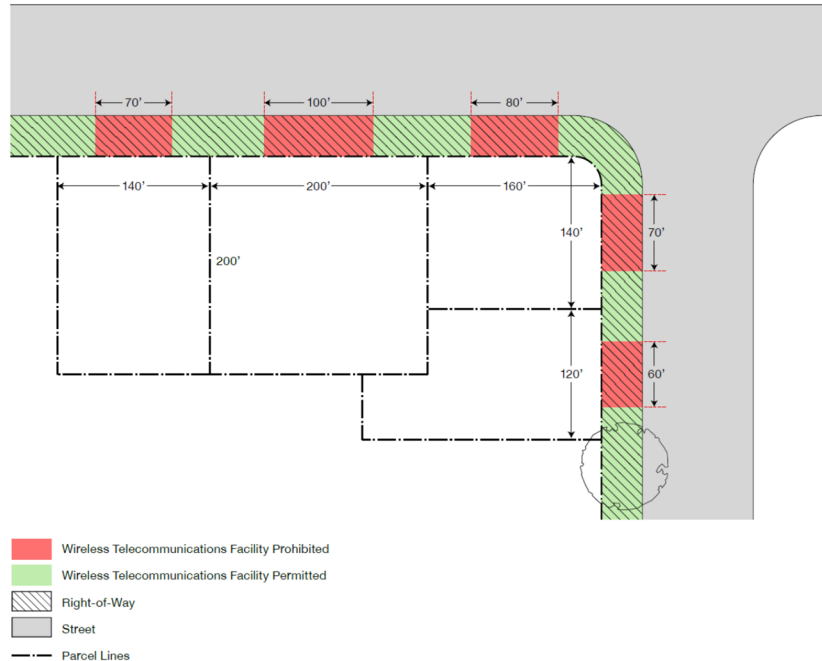 70’ 100’ 80’
140’ 200’ 160’
140’ 70’
200’
120’ 60’
Wireless Telecommunications Facility Prohibited
Wireless Telecommunications Facility Permitted
Right-of-Way
Street
Parcel Lines